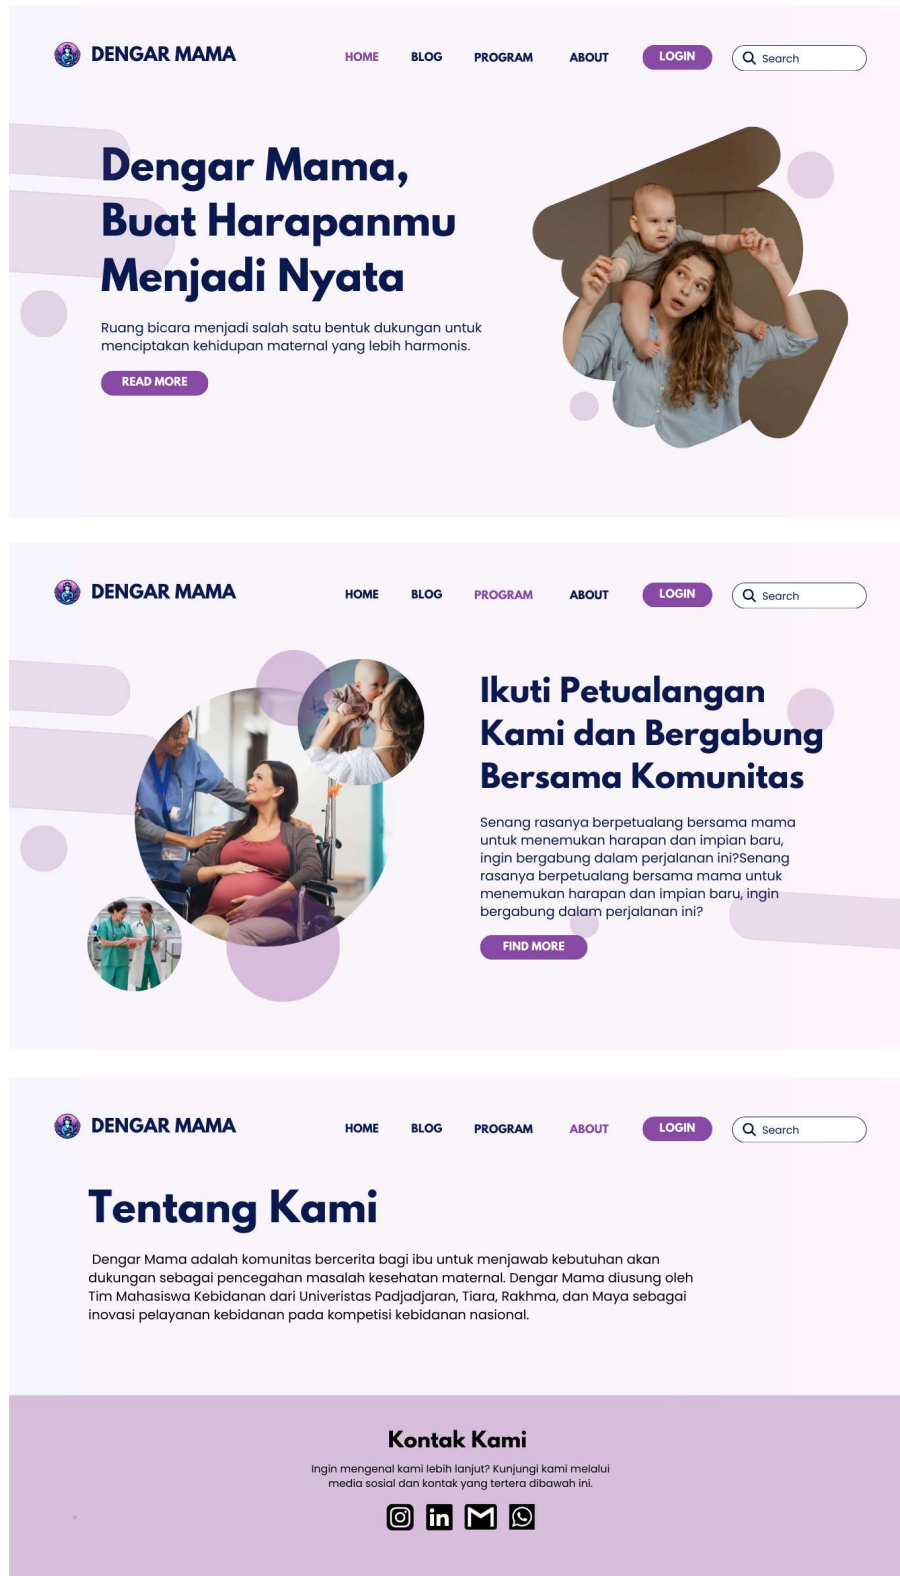 DENGAR MAMA
HOME BLOG PROGRAM ABOUT LOGIN Search
Dengar Mama,
Buat Harapanmu
Menjadi Nyata
Ruang bicara menjadi salah satu bentuk dukungan untuk
menciptakan kehidupan maternal yang lebih harmonis.
READ MORE
DENGAR MAMA
HOME BLOG PROGRAM ABOUT LOGIN Search
Ikuti Petualangan
Kami dan Bergabung
Bersama Komunitas
Senang rasanya berpetualang bersama mama
untuk menemukan harapan dan impian baru,
ingin bergabung dalam perjalanan ini?Senang
rasanya berpetualang bersama mama untuk
menemukan harapan dan impian baru, ingin
bergabung dalam perjalanan ini?
FIND MORE
DENGAR MAMA
HOME BLOG PROGRAM ABOUT LOGIN Search
Tentang Kami
Dengar Mama adalah komunitas bercerita bagi ibu untuk menjawab kebutuhan akan
dukungan sebagai pencegahan masalah kesehatan maternal. Dengar Mama diusung oleh
Tim Mahasiswa Kebidanan dari Univeristas Padjadjaran, Tiara, Rakhma, dan Maya sebagai
inovasi pelayanan kebidanan pada kompetisi kebidanan nasional.
Kontak Kami
Ingin mengenal kami lebih lanjut? Kunjungi kami melalui
media sosial dan kontak yang tertera dibawah ini.